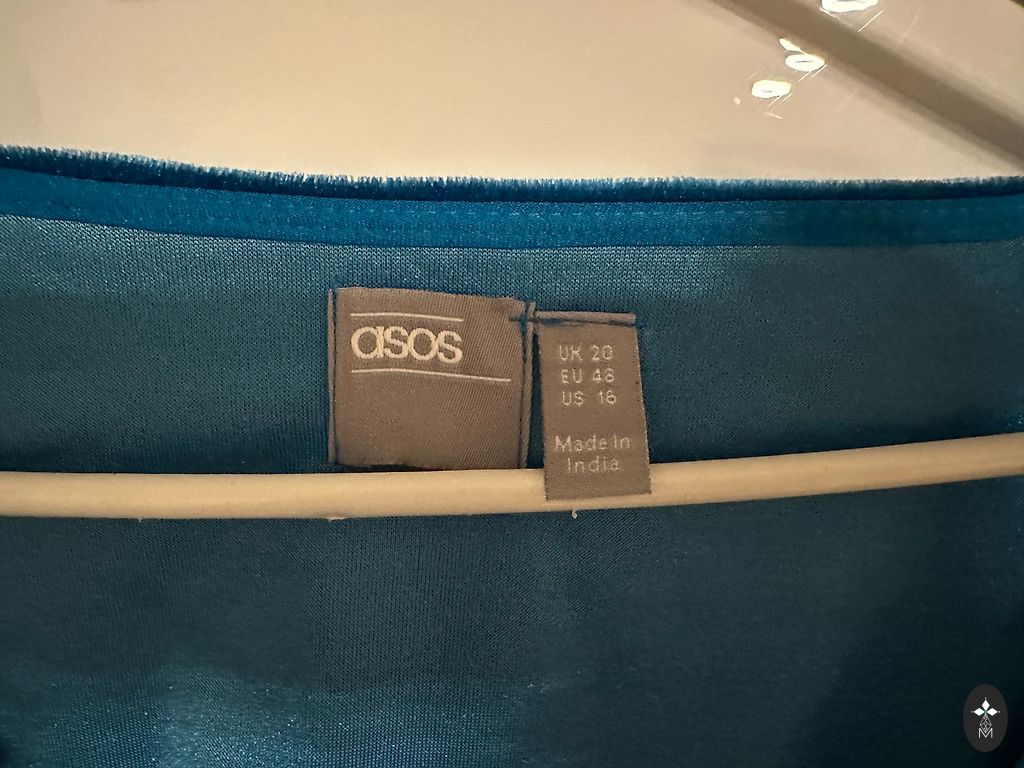 asos
UK 20
EU 48
US 16
Made In
India
M